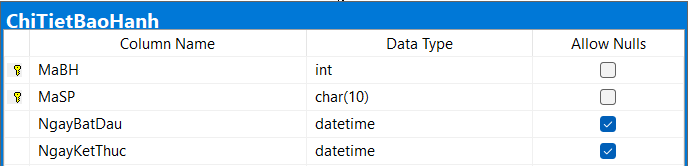 ChiTietBaoHanh
Column Name Data Type Allow Nulls
MaBH int
MaSP char(10)
NgayBatDau datetime
NgayKetThuc datetime